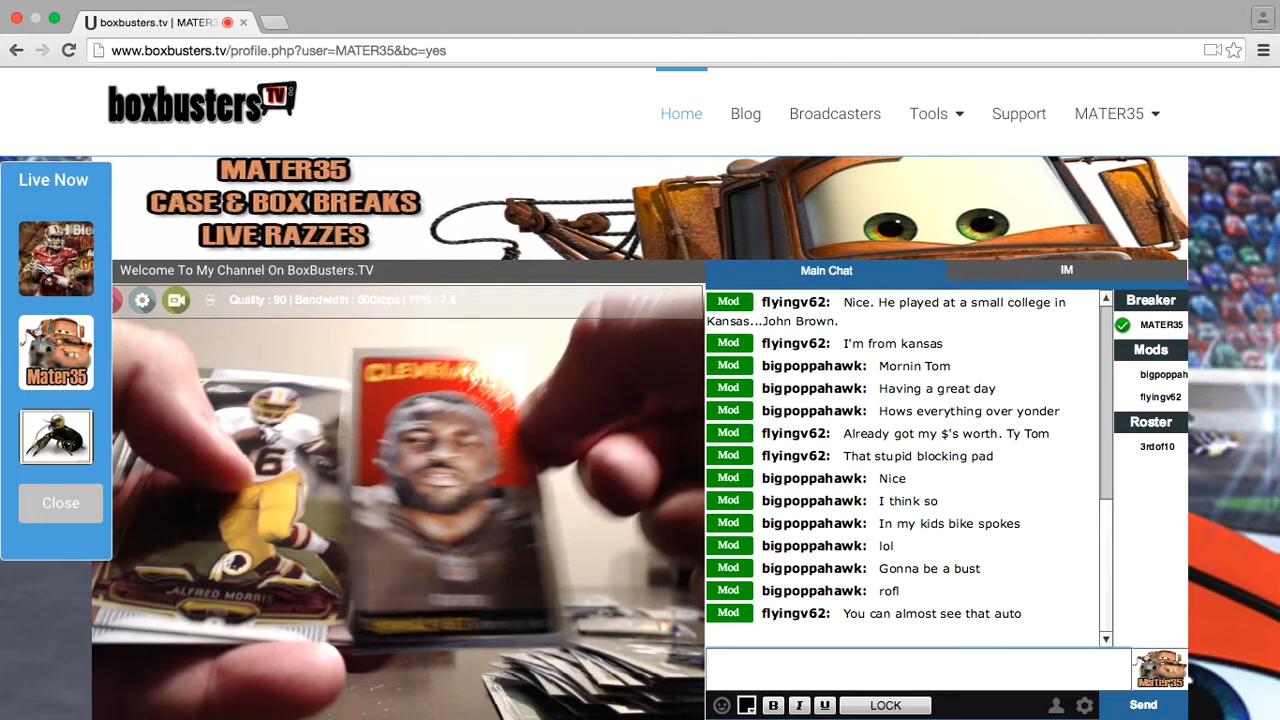 boxbusters.tv | MATER3
www.boxbusters.tv/profile.php?user=MATER35&bc=yes
boxbusters TV
Home
Blog
Broadcasters
Tools
Support
MATER35
Live Now
Mater35
Close
MATER35
CASE & BOX BREAKS
LIVE RAZZES
Welcome To My Channel On BoxBusters.TV
Quality : 90 | Bandwidth : 500kbps | FPS : 7.4
ALFRED MORRIS
Main Chat
IM
Mod flyingv62: Nice. He played at a small college in
Kansas...John Brown.
Mod flyingv62: I'm from kansas
Mod bigpoppahawk: Mornin Tom
Mod bigpoppahawk: Having a great day
Mod bigpoppahawk: Hows everything over yonder
Mod flyingv62: Already got my $'s worth. Ty Tom
Mod flyingv62: That stupid blocking pad
Mod bigpoppahawk: Nice
Mod bigpoppahawk: I think so
Mod bigpoppahawk: In my kids bike spokes
Mod bigpoppahawk: lol
Mod bigpoppahawk: Gonna be a bust
Mod bigpoppahawk: rofl
Mod flyingv62: You can almost see that auto
Breaker
MATER35
Mods
bigpoppah
flyingv62
Roster
3rdof10
Mater35
B I U LOCK
Send